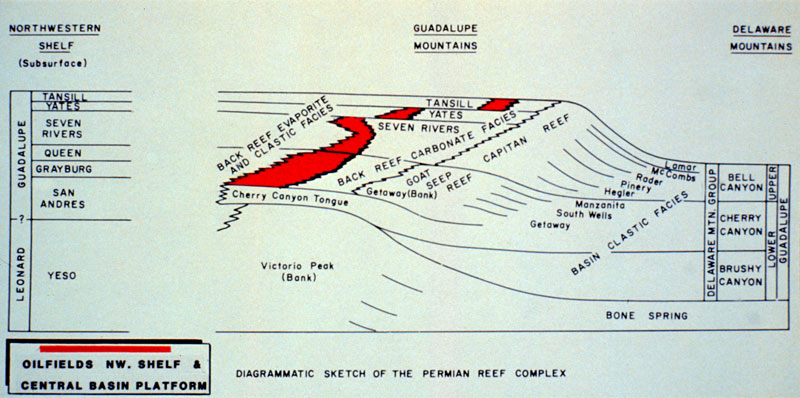 NORTHWESTERN
SHELF
(Subsurface)
GUADALUPE
MOUNTAINS
DELAWARE
MOUNTAINS
GUADALUPE
- ? -
LEONARD
TANSILL
YATES
SEVEN
RIVERS
QUEEN
GRAYBURG
SAN
ANDRES
YESO
BACK REEF EVAPORITE
AND CLASTIC FACIES
TANSILL
YATES
SEVEN RIVERS
BACK REEF CARBONATE FACIES
GOAT
SEEP
REEF
CAPITAN REEF
Getaway(Bank)
Cherry Canyon Tongue
Victorio Peak
(Bank)
Lamar
McCombs
Rader
Pinery
Hegler
Manzanita
South Wells
Getaway
BASIN CLASTIC FACIES
BONE SPRING
DELAWARE MTN. GROUP
BELL
CANYON
CHERRY
CANYON
BRUSHY
CANYON
UPPER
LOWER
GUADALUPE
OILFIELDS NW. SHELF &
CENTRAL BASIN PLATFORM
DIAGRAMMATIC SKETCH OF THE PERMIAN REEF COMPLEX